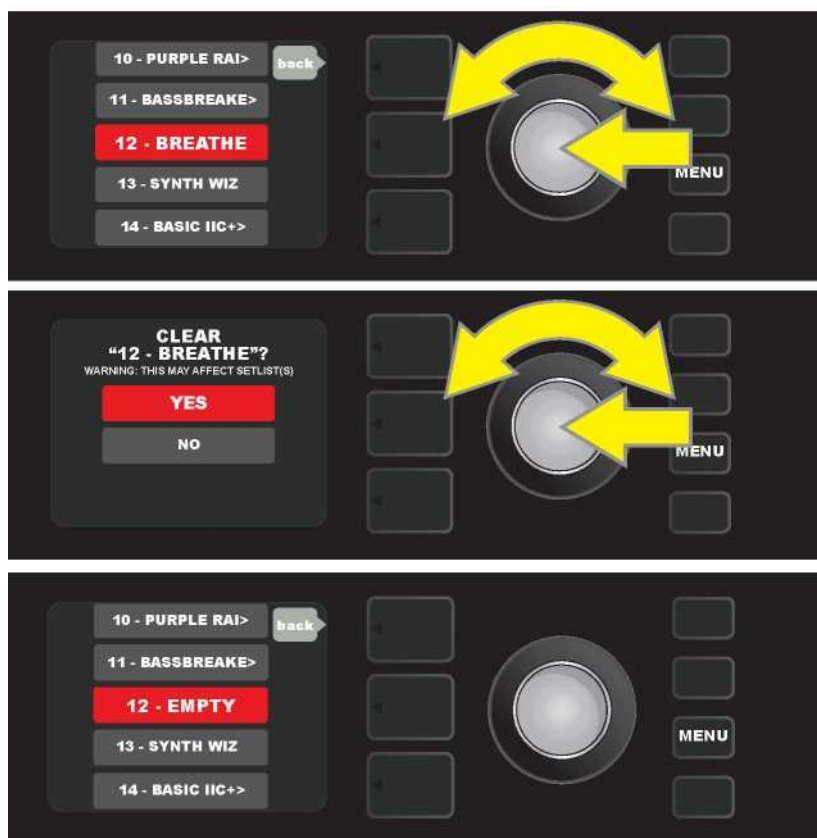 10 - PURPLE RAI>
back
11 - BASSBREAKE>
12 - BREATHE
13 - SYNTH WIZ
14 - BASIC IIC+>
MENU
CLEAR
“12 - BREATHE”?
WARNING: THIS MAY AFFECT SETLIST(S)
YES
NO
MENU
10 - PURPLE RAI>
back
11 - BASSBREAKE>
12 - EMPTY
13 - SYNTH WIZ
14 - BASIC IIC+>
MENU